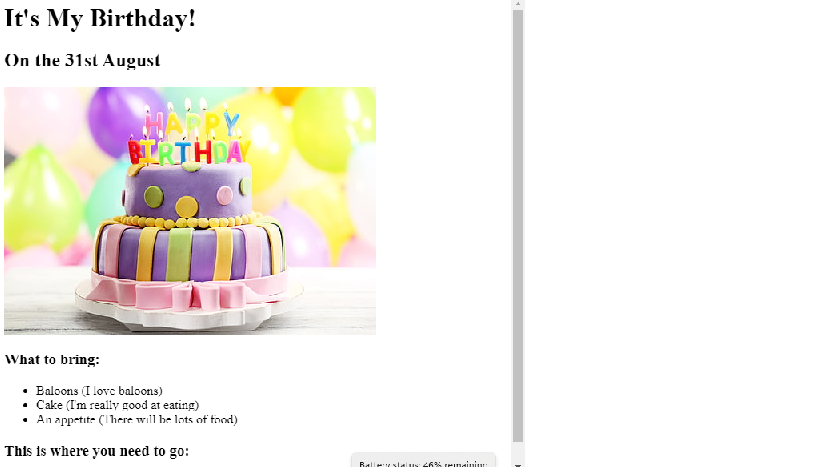 It's My Birthday!
On the 31st August
HAPPY
BIRTHDAY
What to bring:
Baloons (I love baloons)
Cake (I'm really good at eating)
An appetite (There will be lots of food)
This is where you need to go:
Battery status: 46% remaining